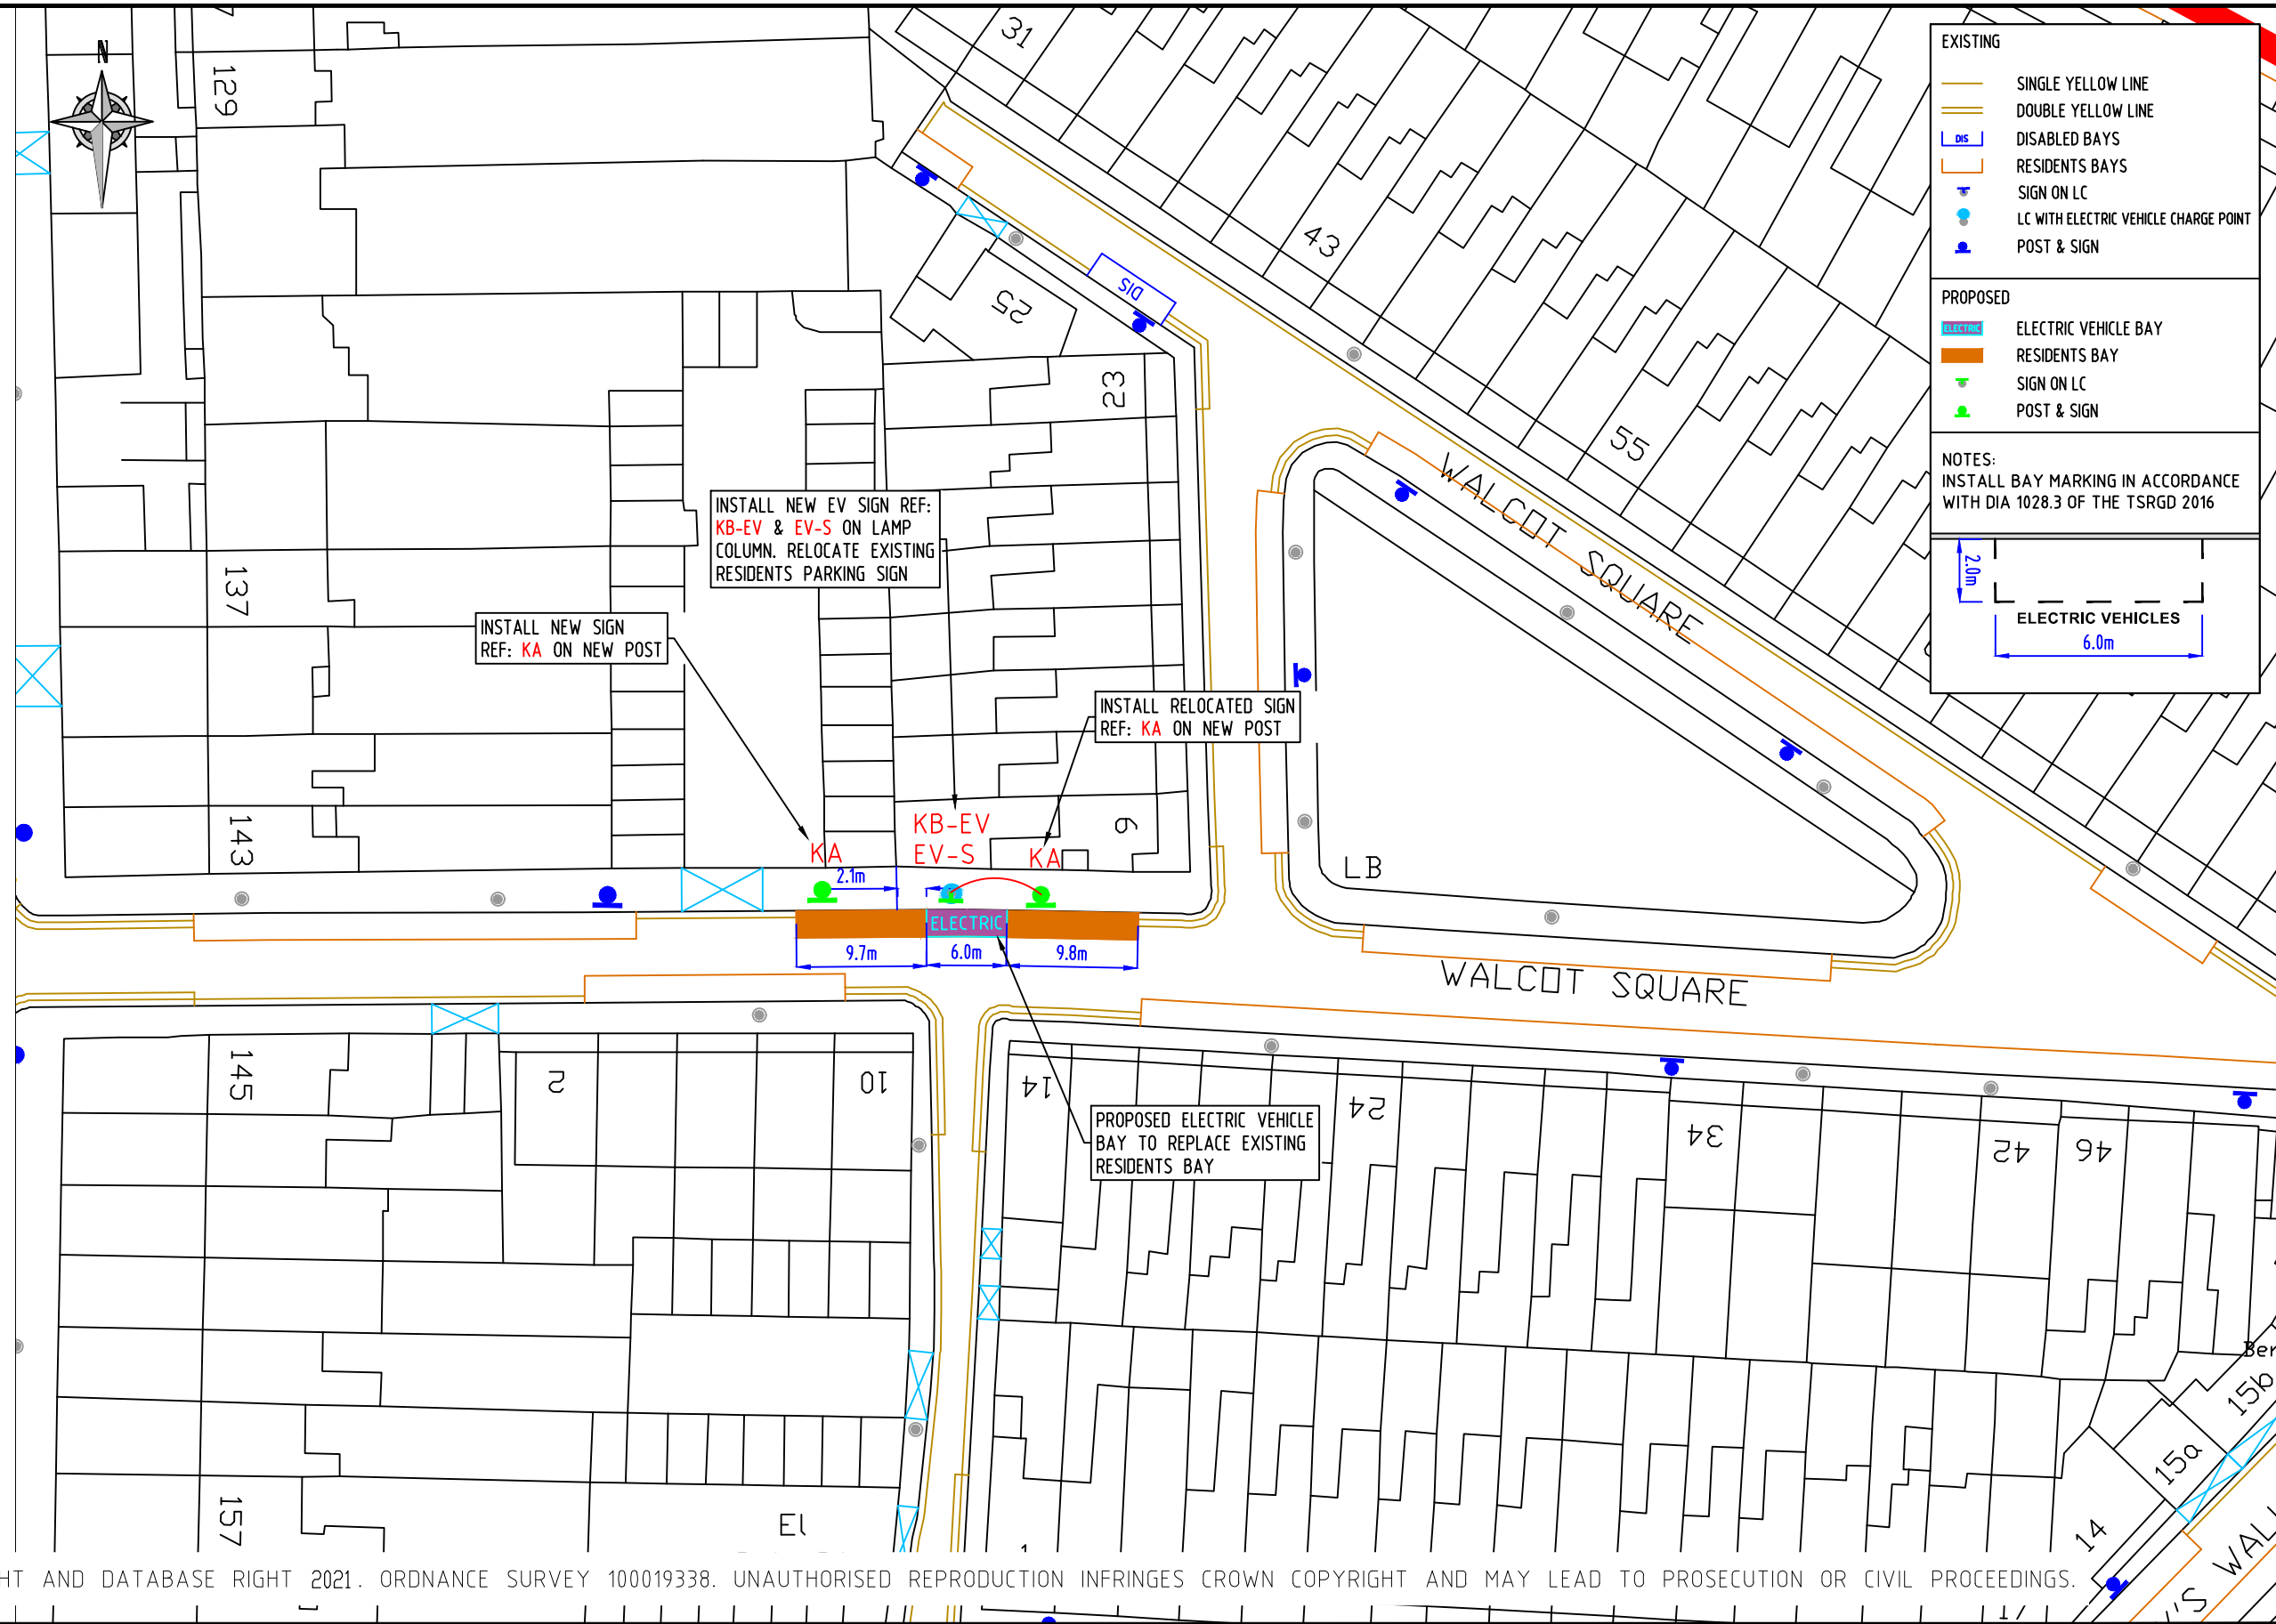 N
129
137
143
31
43
55
25
23
6
EXISTING
SINGLE YELLOW LINE
DOUBLE YELLOW LINE
DIS
DISABLED BAYS
RESIDENTS BAYS
SIGN ON LC
LC WITH ELECTRIC VEHICLE CHARGE POINT
POST & SIGN
PROPOSED
ELECTRIC
ELECTRIC VEHICLE BAY
RESIDENTS BAY
SIGN ON LC
POST & SIGN
NOTES:
INSTALL BAY MARKING IN ACCORDANCE
WITH DIA 1028.3 OF THE TSRGD 2016
2.0m
ELECTRIC VEHICLES
6.0m
DIS
INSTALL NEW EV SIGN REF:
KB-EV & EV-S ON LAMP
COLUMN. RELOCATE EXISTING
RESIDENTS PARKING SIGN
INSTALL NEW SIGN
REF: KA ON NEW POST
INSTALL RELOCATED SIGN
REF: KA ON NEW POST
WALCOT SQUARE
KB-EV
KA
EV-S
KA
LB
2.1m
ELECTRIC
9.7m
6.0m
9.8m
WALCOT SQUARE
145
2
10
14
24
34
42
46
PROPOSED ELECTRIC VEHICLE
BAY TO REPLACE EXISTING
RESIDENTS BAY
157
Ber
15b
15a
14
AND DATABASE RIGHT 2021. ORDNANCE SURVEY 100019338. UNAUTHORISED REPRODUCTION INFRINGES CROWN COPYRIGHT AND MAY LEAD TO PROSECUTION OR CIVIL PROCEEDINGS.